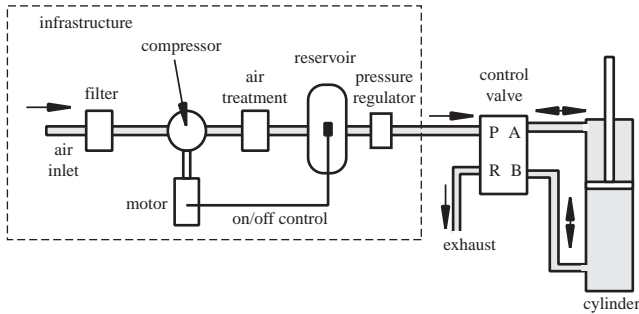 infrastructure
compressor
reservoir
filter
air
treatment
pressure
regulator
control
valve
P A
R B
air
inlet
motor
on/off control
exhaust
cylinder